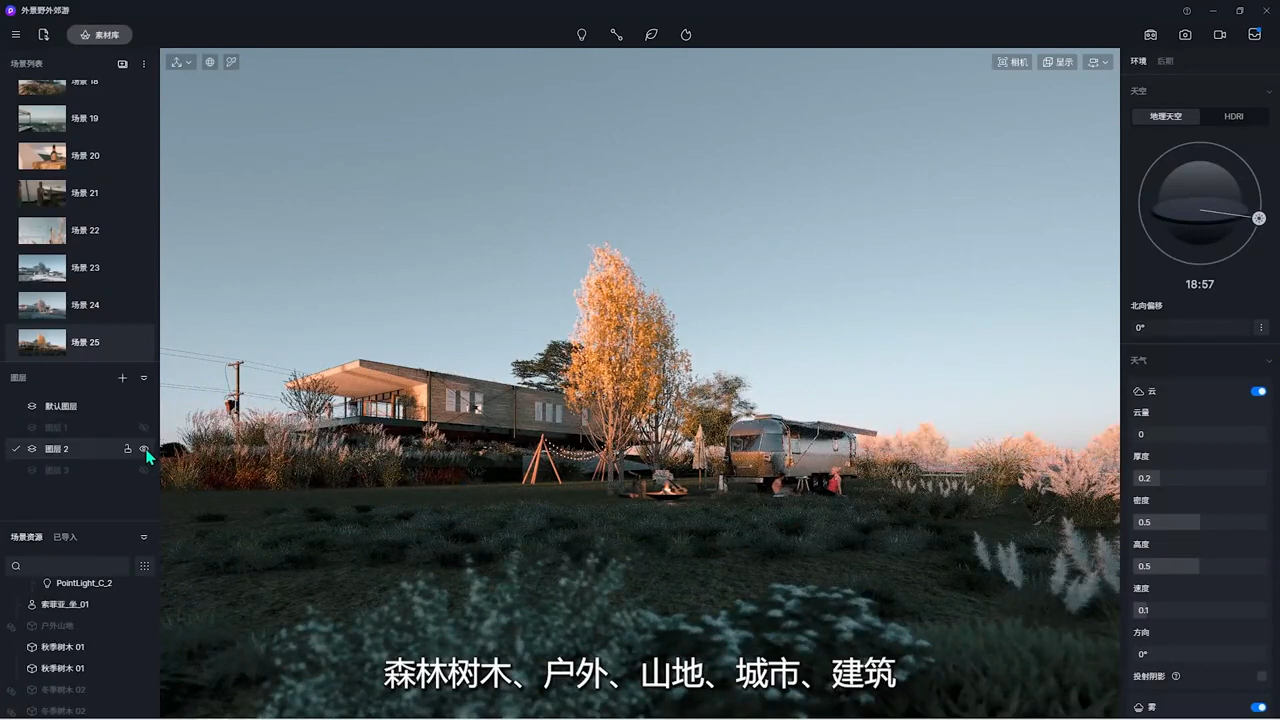 外景野外郊游
素材库
场景列表
场景 18
场景 19
场景 20
场景 21
场景 22
场景 23
场景 24
场景 25
图层
默认图层
图层 1
图层 2
图层 3
场景资源 已导入
PointLight_C_2
索菲亚_坐_01
户外山地
秋季树木 01
秋季树木 01
冬季树木 02
冬季树木 02
相机
显示
森林树木、户外、山地、城市、建筑
环境 后期
天空
地理天空 HDRI
18:57
北向偏移
0°
天气
云
云量
0
厚度
0.2
密度
0.5
高度
0.5
速度
0.1
方向
0°
投射阴影
雾